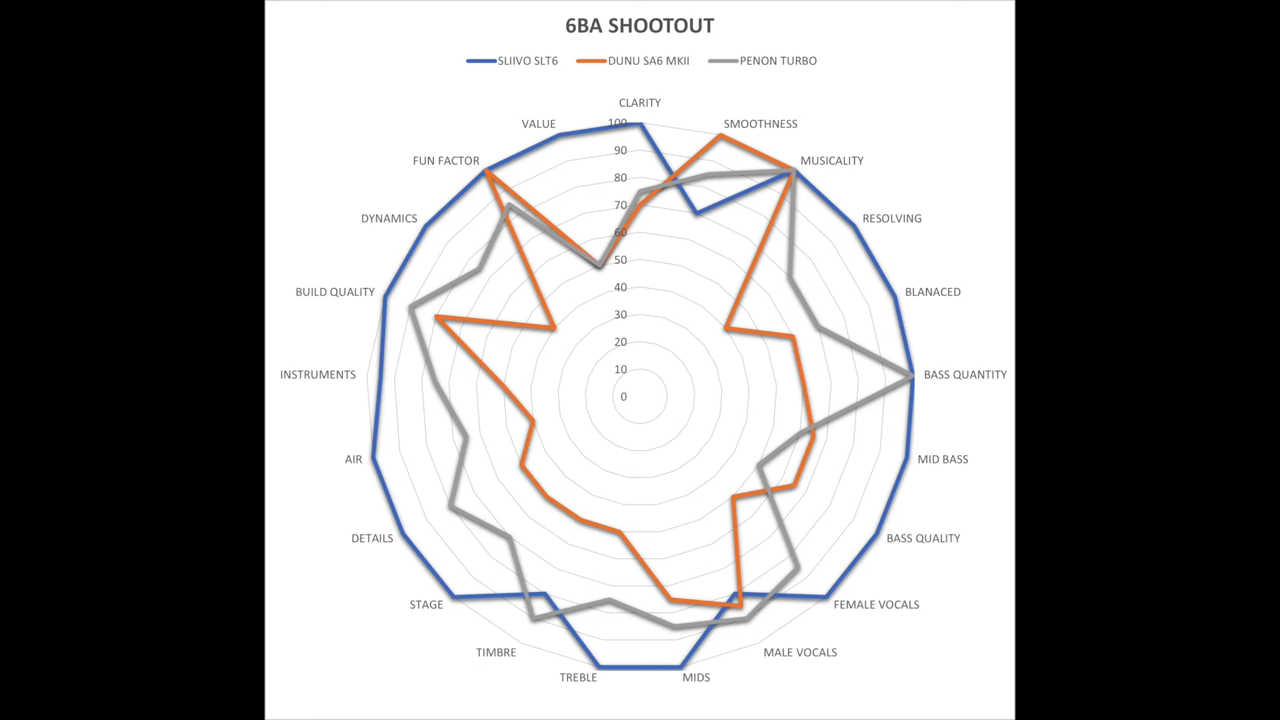 6BA SHOOTOUT
SLIIVO SLT6 DUNU SA6 MKII PENON TURBO
CLARITY
SMOOTHNESS
MUSICALITY
RESOLVING
BLANACED
BASS QUANTITY
MID BASS
BASS QUALITY
FEMALE VOCALS
MALE VOCALS
MIDS
TREBLE
TIMBRE
STAGE
DETAILS
AIR
INSTRUMENTS
BUILD QUALITY
DYNAMICS
FUN FACTOR
VALUE
100
90
80
70
60
50
40
30
20
10
0